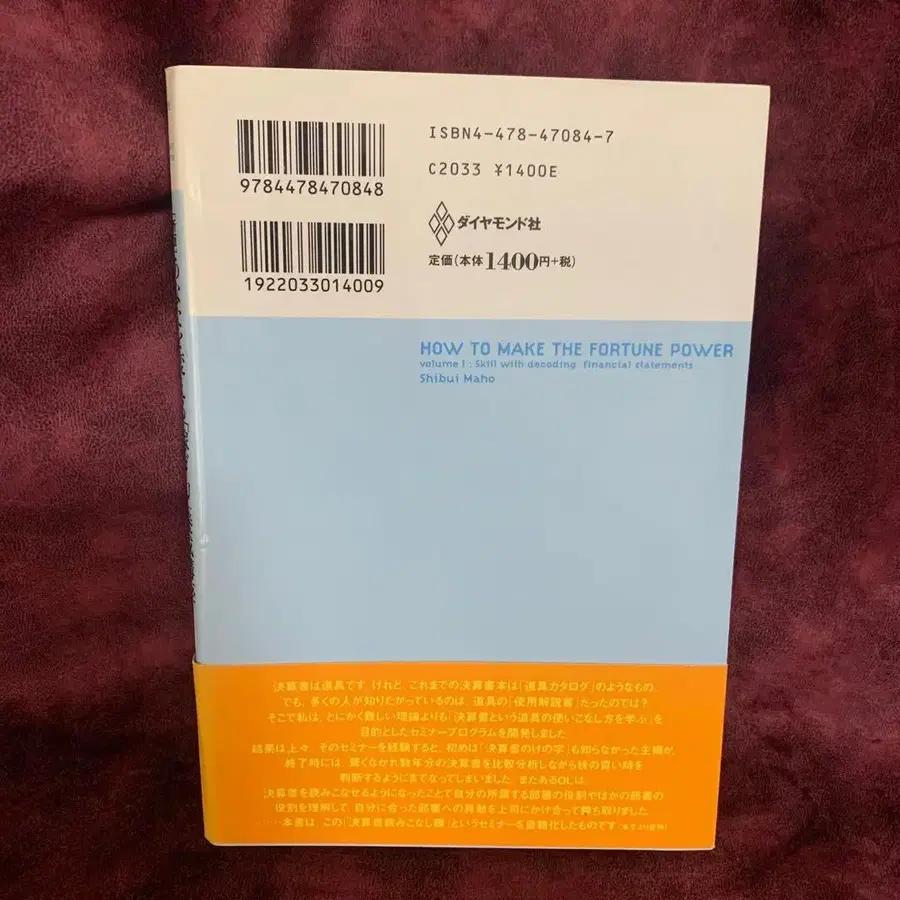 9784478470848
1922033014009
ISBN4-478-47084-7
C2033 ¥1400E
ダイヤモンド社
定価(本体1400円+税)
HOW TO MAKE THE FORTUNE POWER
volume 1 : Skill with decoding financial statements
Shibui Maho
決算書は道具です。けれど、これまでの決算書本は「道具カタログ」のようなもの。
でも、多くの人が知りたがっているのは、道具の「使用解説書」だったのでは?
そこで私は、とにかく難しい理論よりも「決算書という道具の使いこなし方を学ぶ」を
目的としたセミナープログラムを開発しました。
結果は上々。そのセミナーを経験すると、初めは「決算書のけの字」も知らなかった主婦が、
終了時には、驚くなかれ数年分の決算書を比較分析しながら株の買い時を
判断するようにまでなってしまいました。またあるOLは、
決算書を読みこなせるようになったことで自分の所属する部署の役割やほかの部署の
役割を理解して、自分に合った部署への異動を上司にかけ合って勝ち取りました。
……本書は、この「決算書読みこなし術」というセミナーを書籍化したものです